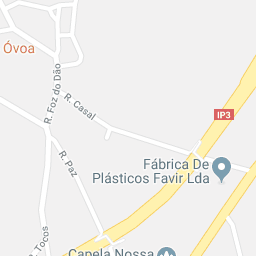 Óvoa
R. Foz do Dão
R. Casal
IP3
R. Paz
Fábrica De
Plásticos Favir Lda
R. Tocos
Capela Nossa